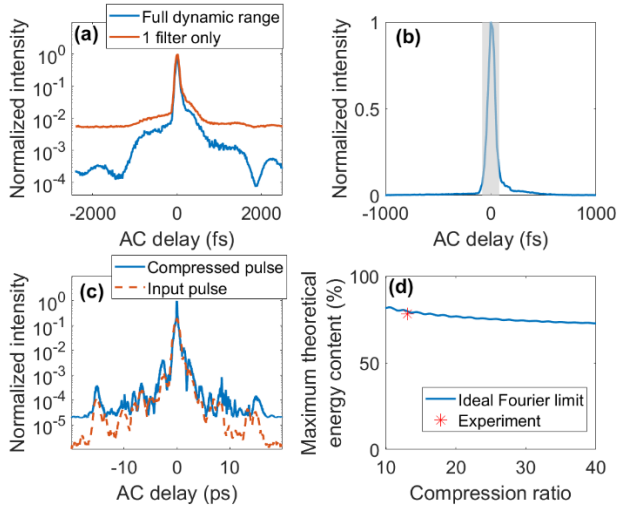 Full dynamic range
1 filter only
(a)
Normalized intensity
10^0
10^-1
10^-2
10^-3
10^-4
-2000 0 2000
AC delay (fs)
(b)
Normalized intensity
1
0.5
0
-1000 0 1000
AC delay (fs)
Compressed pulse
Input pulse
(c)
Normalized intensity
10^0
10^-1
10^-2
10^-3
10^-4
10^-5
-10 0 10
AC delay (ps)
(d)
Maximum theoretical
energy content (%)
100
50
0
Ideal Fourier limit
Experiment
10 20 30 40
Compression ratio